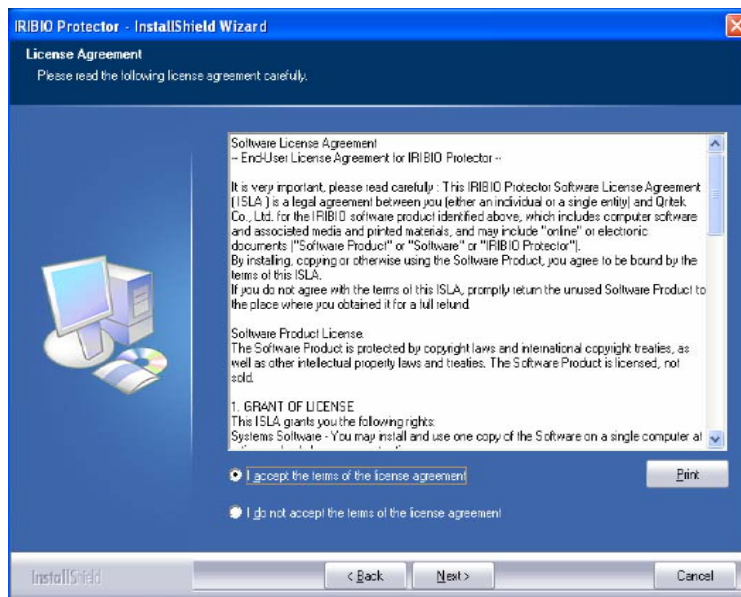 IRIBIO Protector - InstallShield Wizard
License Agreement
Please read the following license agreement carefully.
Software License Agreement
-- End-User License Agreement for IRIBIO Protector --
It is very important, please read carefully : This IRIBIO Protector Software License Agreement
( ISLA ) is a legal agreement between you (either an individual or a single entity) and Qritek
Co., Ltd. for the IRIBIO software product identified above, which includes computer software
and associated media and printed materials, and may include "online" or electronic
documents ("Software Product" or "Software" or "IRIBIO Protector").
By installing, copying or otherwise using the Software Product, you agree to be bound by the
terms of this ISLA.
If you do not agree with the terms of this ISLA, promptly return the unused Software Product to
the place where you obtained it for a full refund.
Software Product License.
The Software Product is protected by copyright laws and international copyright treaties, as
well as other intellectual property laws and treaties. The Software Product is licensed, not
sold.
1. GRANT OF LICENSE
This ISLA grants you the following rights:
Systems Software - You may install and use one copy of the Software on a single computer at
I accept the terms of the license agreement
Print
I do not accept the terms of the license agreement
InstallShield
< Back
Next >
Cancel